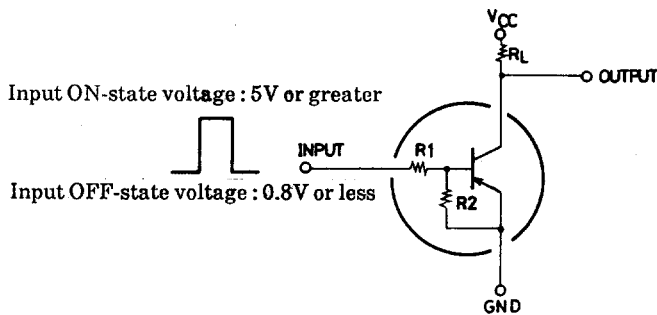 VCC
RL
OUTPUT
Input ON-state voltage : 5V or greater
INPUT
R1
Input OFF-state voltage : 0.8V or less
R2
GND